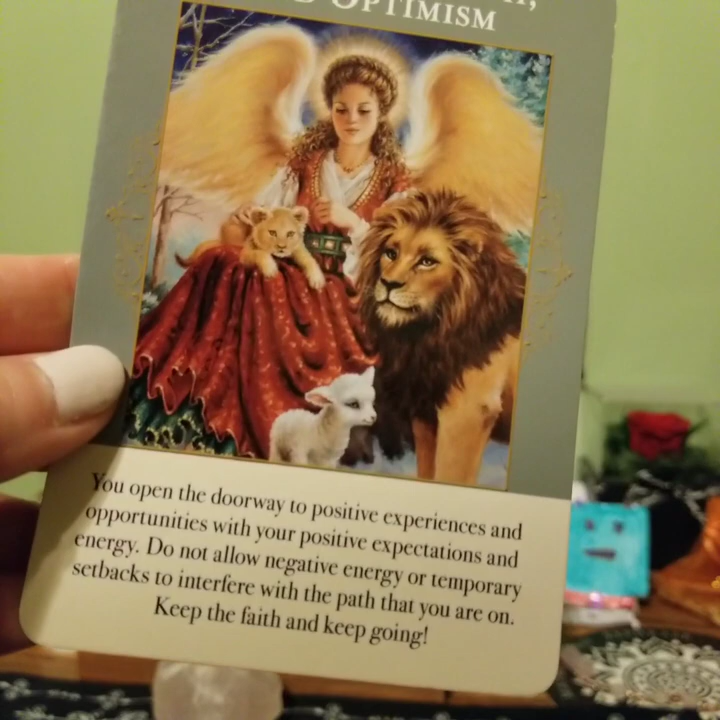 OPTIMISM
You open the doorway to positive experiences and
opportunities with your positive expectations and
energy. Do not allow negative energy or temporary
setbacks to interfere with the path that you are on.
Keep the faith and keep going!